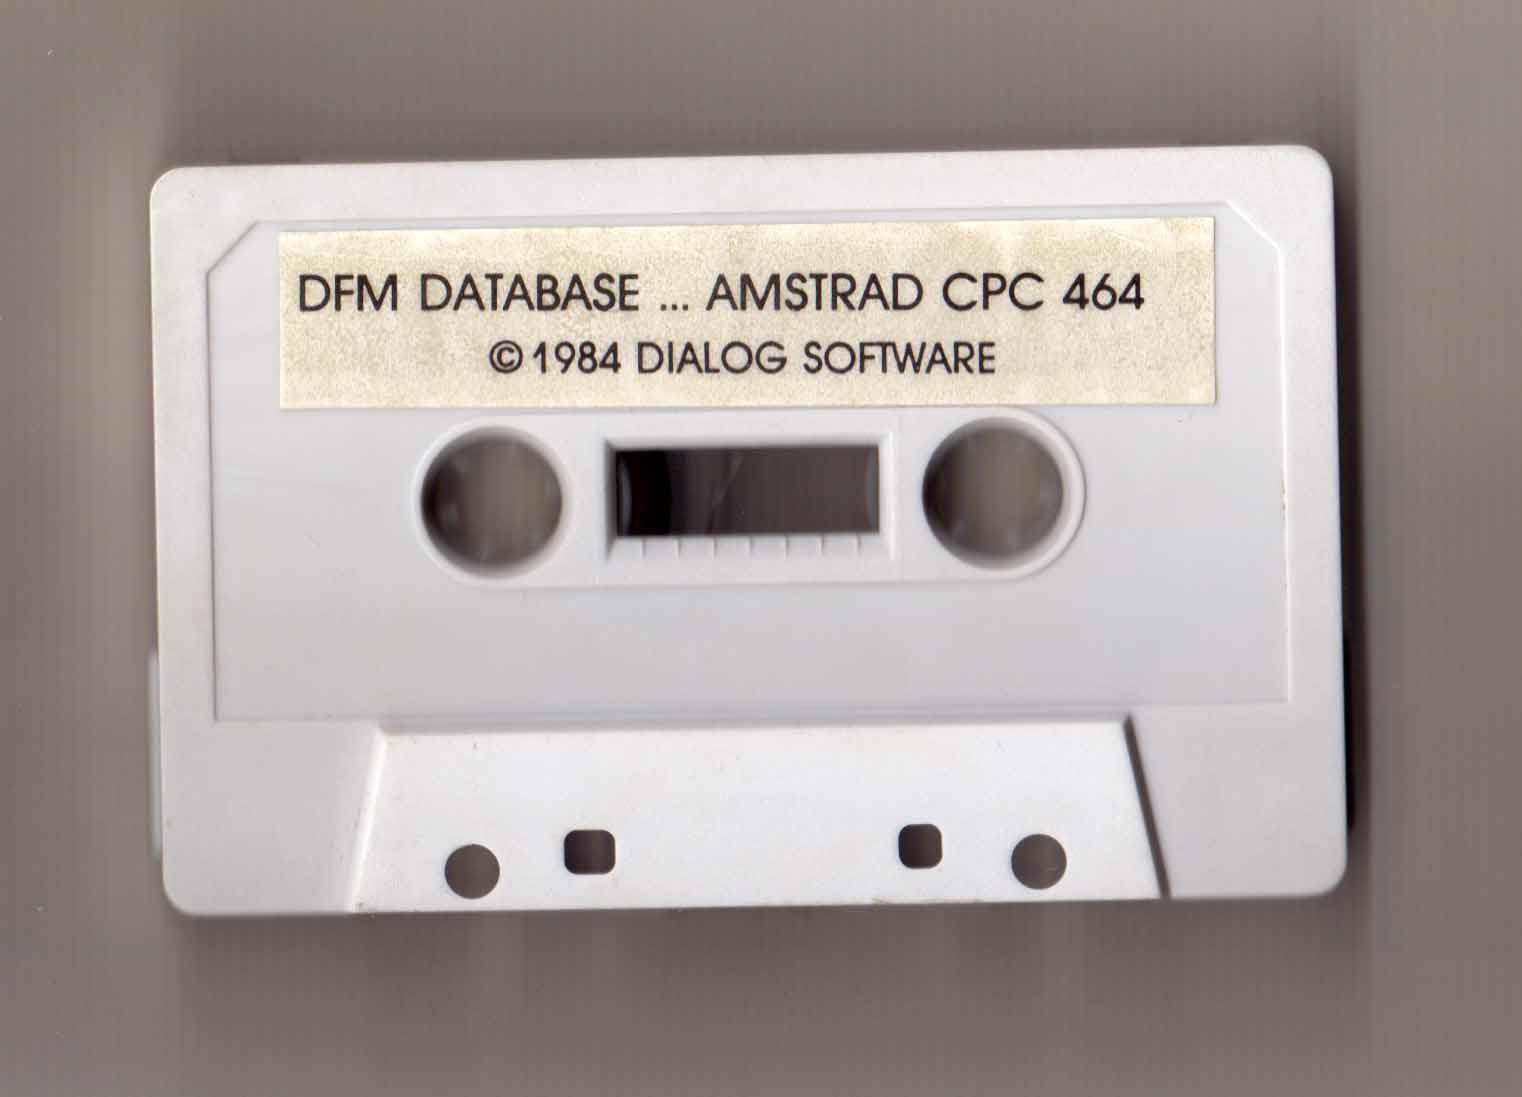 DFM DATABASE ... AMSTRAD CPC 464
© 1984 DIALOG SOFTWARE